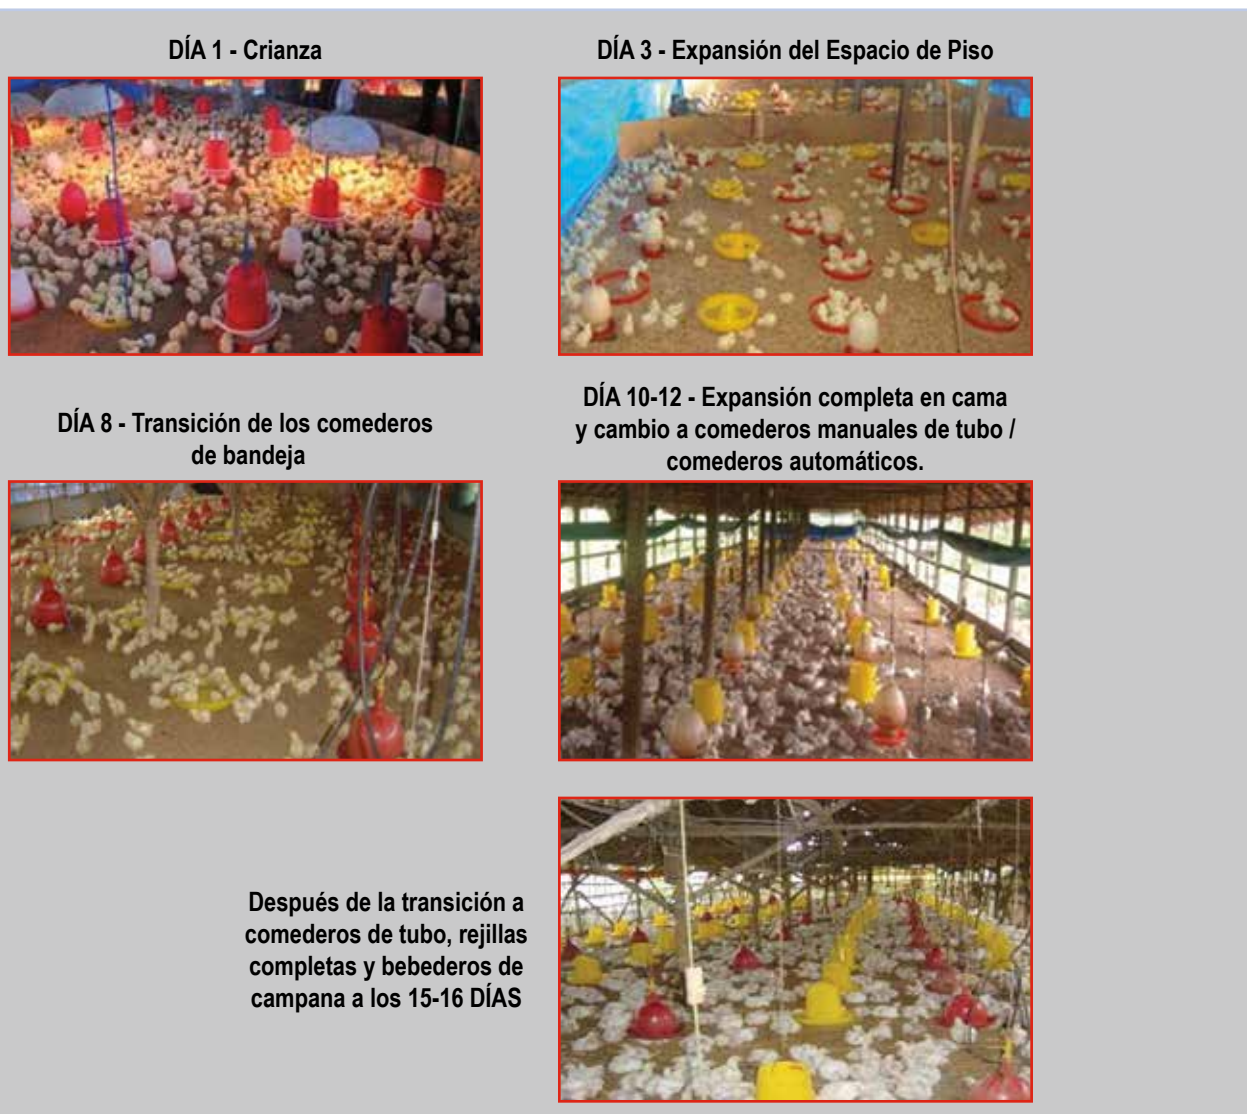 DÍA 1 - Crianza
DÍA 3 - Expansión del Espacio de Piso
DÍA 8 - Transición de los comederos
de bandeja
DÍA 10-12 - Expansión completa en cama
y cambio a comederos manuales de tubo /
comederos automáticos.
Después de la transición a
comederos de tubo, rejillas
completas y bebederos de
campana a los 15-16 DÍAS